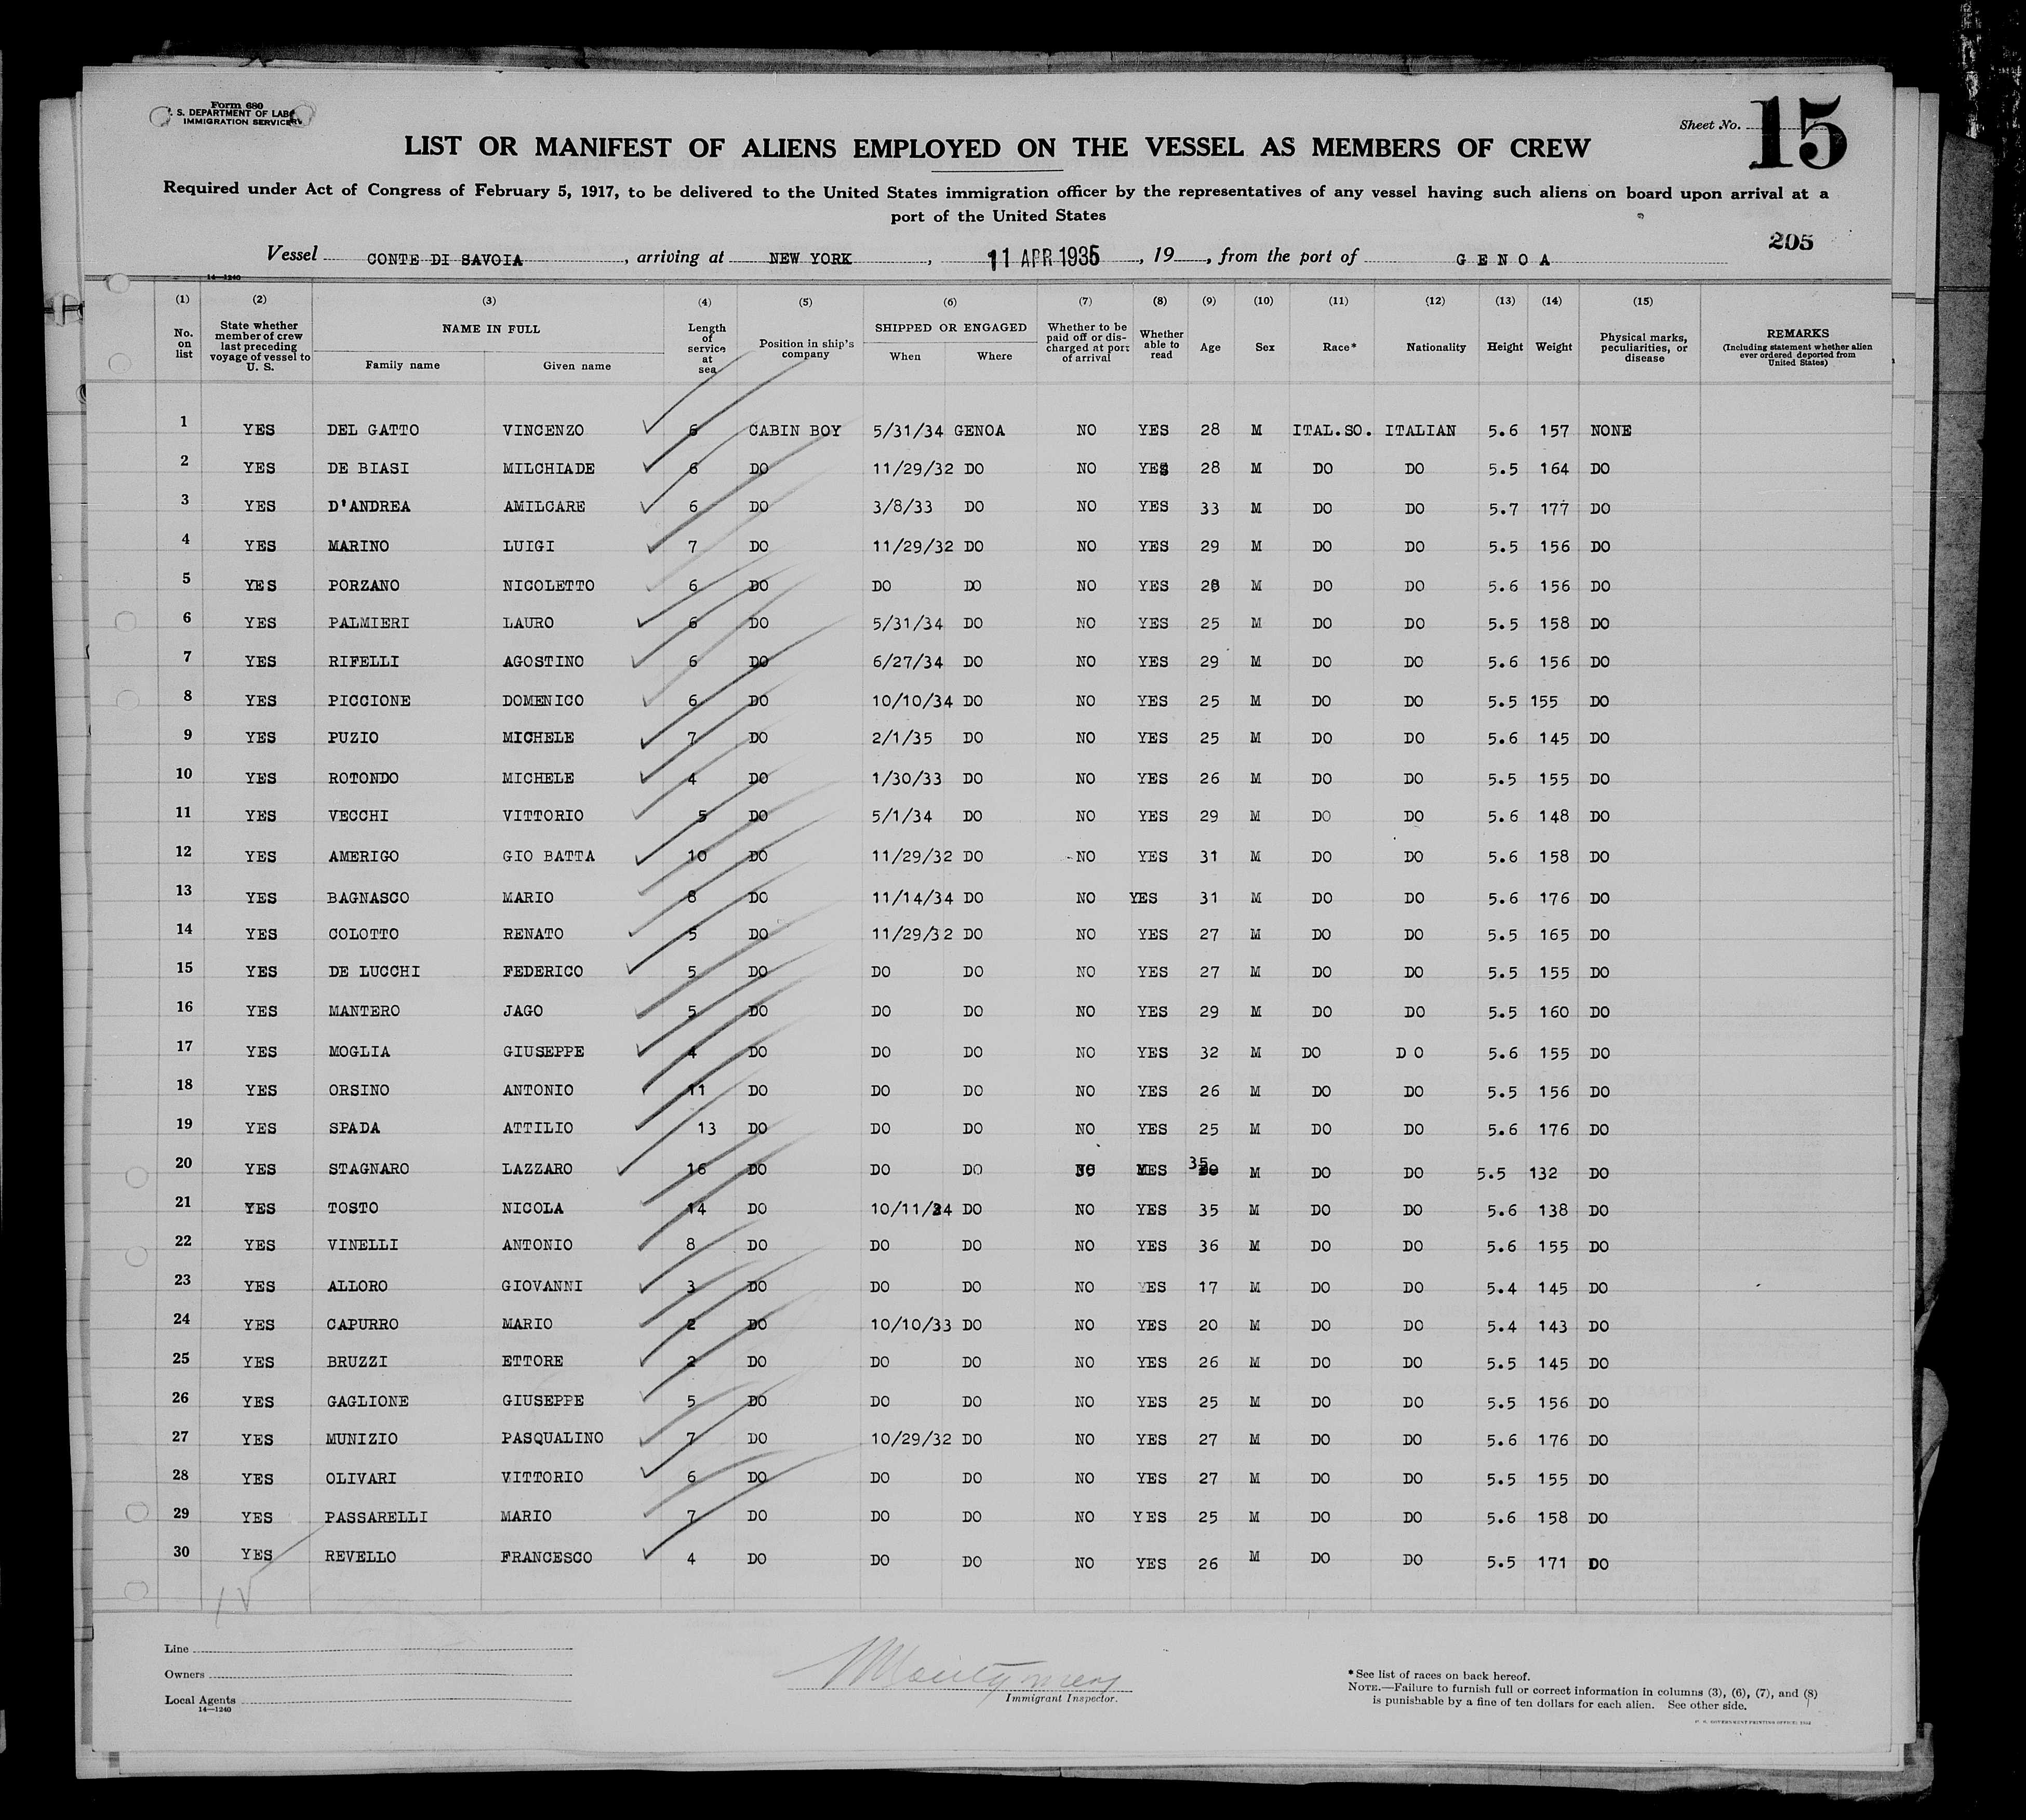 Form 680
U. S. DEPARTMENT OF LABOR
IMMIGRATION SERVICE
Sheet No. 15
LIST OR MANIFEST OF ALIENS EMPLOYED ON THE VESSEL AS MEMBERS OF CREW
Required under Act of Congress of February 5, 1917, to be delivered to the United States immigration officer by the representatives of any vessel having such aliens on board upon arrival at a
port of the United States
205
Vessel CONTE DI SAVOIA, arriving at NEW YORK, 11 APR 1935, 19, from the port of GENOA
14—1240
(1) (2) (3) (4) (5) (6) (7) (8) (9) (10) (11) (12) (13) (14) (15)
No. on list State whether member of crew last preceding voyage of vessel to U. S. NAME IN FULL Family name Given name Length of service at sea Position in ship's company SHIPPED OR ENGAGED When Where Whether to be paid off or discharged at port of arrival Whether able to read Age Sex Race* Nationality Height Weight Physical marks, peculiarities, or disease REMARKS (Including statement whether alien ever ordered deported from United States)
1 YES DEL GATTO VINCENZO 6 CABIN BOY 5/31/34 GENOA NO YES 28 M ITAL.SO. ITALIAN 5.6 157 NONE
2 YES DE BIASI MILCHIADE 6 DO 11/29/32 DO NO YES 28 M DO DO 5.5 164 DO
3 YES D'ANDREA AMILCARE 6 DO 3/8/33 DO NO YES 33 M DO DO 5.7 177 DO
4 YES MARINO LUIGI 7 DO 11/29/32 DO NO YES 29 M DO DO 5.5 156 DO
5 YES PORZANO NICOLETTO 6 DO DO DO NO YES M DO DO 5.6 156 DO
6 YES PALMIERI LAURO 6 DO 5/31/34 DO NO YES 25 M DO DO 5.5 158 DO
7 YES RIFELLI AGOSTINO 6 DO 6/27/34 DO NO YES 29 M DO DO 5.6 156 DO
8 YES PICCIONE DOMENICO 6 DO 10/10/34 DO NO YES 25 M DO DO 5.5 155 DO
9 YES PUZIO MICHELE 7 DO 2/1/35 DO NO YES 25 M DO DO 5.6 145 DO
10 YES ROTONDO MICHELE 4 DO 1/30/33 DO NO YES 26 M DO DO 5.5 155 DO
11 YES VECCHI VITTORIO 5 DO 5/1/34 DO NO YES 29 M DO DO 5.6 148 DO
12 YES AMERIGO GIO BATTA 10 DO 11/29/32 DO NO YES 31 M DO DO 5.6 158 DO
13 YES BAGNASCO MARIO 8 DO 11/14/34 DO NO YES 31 M DO DO 5.6 176 DO
14 YES COLOTTO RENATO 5 DO 11/29/32 DO NO YES 27 M DO DO 5.5 165 DO
15 YES DE LUCCHI FEDERICO 5 DO DO DO NO YES 27 M DO DO 5.5 155 DO
16 YES MANTERO JAGO 5 DO DO DO NO YES 29 M DO DO 5.5 160 DO
17 YES MOGLIA GIUSEPPE 4 DO DO DO NO YES 32 M DO D O 5.6 155 DO
18 YES ORSINO ANTONIO 11 DO DO DO NO YES 26 M DO DO 5.5 156 DO
19 YES SPADA ATTILIO 13 DO DO DO NO YES 25 M DO DO 5.6 176 DO
20 YES STAGNARO LAZZARO 16 DO DO DO NO YES 35 M DO DO 5.5 132 DO
21 YES TOSTO NICOLA 14 DO 10/11/34 DO NO YES 35 M DO DO 5.6 138 DO
22 YES VINELLI ANTONIO 8 DO DO DO NO YES 36 M DO DO 5.6 155 DO
23 YES ALLORO GIOVANNI 3 DO DO DO NO YES 17 M DO DO 5.4 145 DO
24 YES CAPURRO MARIO 2 DO 10/10/33 DO NO YES 20 M DO DO 5.4 143 DO
25 YES BRUZZI ETTORE 2 DO DO DO NO YES 26 M DO DO 5.5 145 DO
26 YES GAGLIONE GIUSEPPE 5 DO DO DO NO YES 25 M DO DO 5.5 156 DO
27 YES MUNIZIO PASQUALINO 7 DO 10/29/32 DO NO YES 27 M DO DO 5.6 176 DO
28 YES OLIVARI VITTORIO 6 DO DO DO NO YES 27 M DO DO 5.5 155 DO
29 YES PASSARELLI MARIO 7 DO DO DO NO YES 25 M DO DO 5.6 158 DO
30 YES REVELLO FRANCESCO 4 DO DO DO NO YES 26 M DO DO 5.5 171 DO
Line
Owners
Local Agents
14—1240
Montgomery
Immigrant Inspector.
* See list of races on back hereof.
NOTE.—Failure to furnish full or correct information in columns (3), (6), (7), and (8)
is punishable by a fine of ten dollars for each alien. See other side.